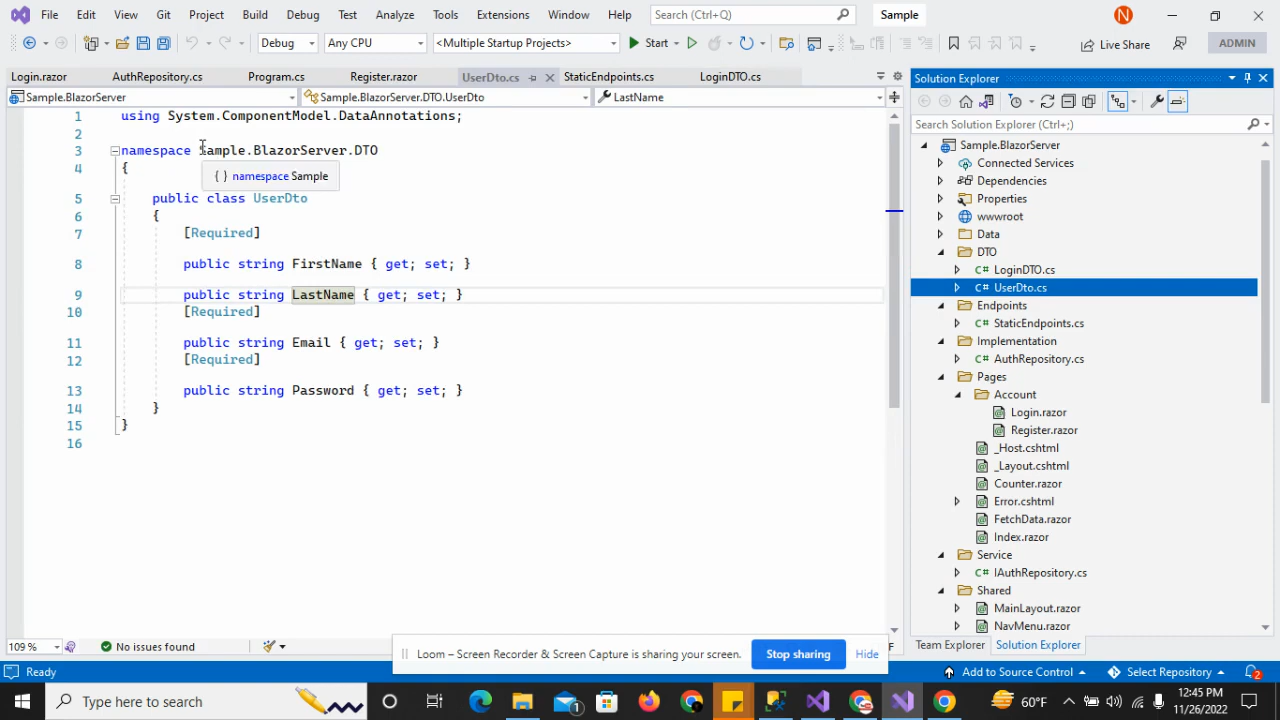 File Edit View Git Project Build Debug Test Analyze Tools Extensions Window Help Search (Ctrl+Q) Sample N
Debug Any CPU <Multiple Startup Projects> Start Live Share ADMIN
Login.razor AuthRepository.cs Program.cs Register.razor UserDto.cs StaticEndpoints.cs LoginDTO.cs
Sample.BlazorServer Sample.BlazorServer.DTO.UserDto LastName
1 using System.ComponentModel.DataAnnotations;
2
3 namespace Sample.BlazorServer.DTO
4 {
{ } namespace Sample
5 public class UserDto
6 {
7 [Required]
8 public string FirstName { get; set; }
9 public string LastName { get; set; }
10 [Required]
11 public string Email { get; set; }
12 [Required]
13 public string Password { get; set; }
14 }
15 }
16
109 % No issues found
Solution Explorer
Search Solution Explorer (Ctrl+;)
Sample.BlazorServer
Connected Services
Dependencies
Properties
wwwroot
Data
DTO
C# LoginDTO.cs
C# UserDto.cs
Endpoints
C# StaticEndpoints.cs
Implementation
C# AuthRepository.cs
Pages
Account
Login.razor
Register.razor
_Host.cshtml
_Layout.cshtml
Counter.razor
Error.cshtml
FetchData.razor
Index.razor
Service
C# IAuthRepository.cs
Shared
MainLayout.razor
NavMenu.razor
Team Explorer Solution Explorer
Loom – Screen Recorder & Screen Capture is sharing your screen. Stop sharing Hide
Ready Add to Source Control Select Repository 2
Type here to search 1 60°F 12:45 PM
11/26/2022